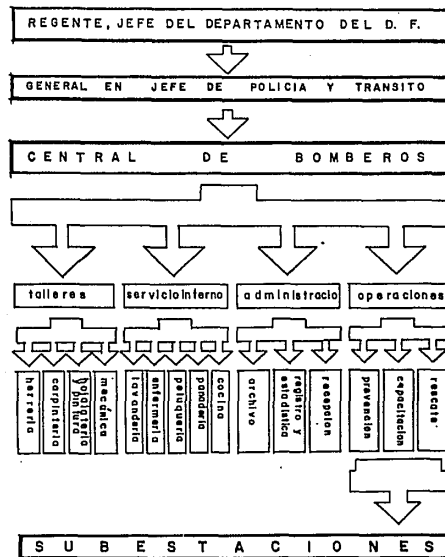 REGENTE, JEFE DEL DEPARTAMENTO DEL D. F.
GENERAL EN JEFE DE POLICIA Y TRANSITO
CENTRAL DE BOMBEROS
talleres
servicio interno
administracio
operaciones
herreria
carpinteria
hojalateria
y pintura
mecánica
lavanderia
enfermeria
peluqueria
panaderia
cocina
archivo
registro y
estadistica
recepcion
prevencion
capacitacion
rescate
SUBESTACIONES